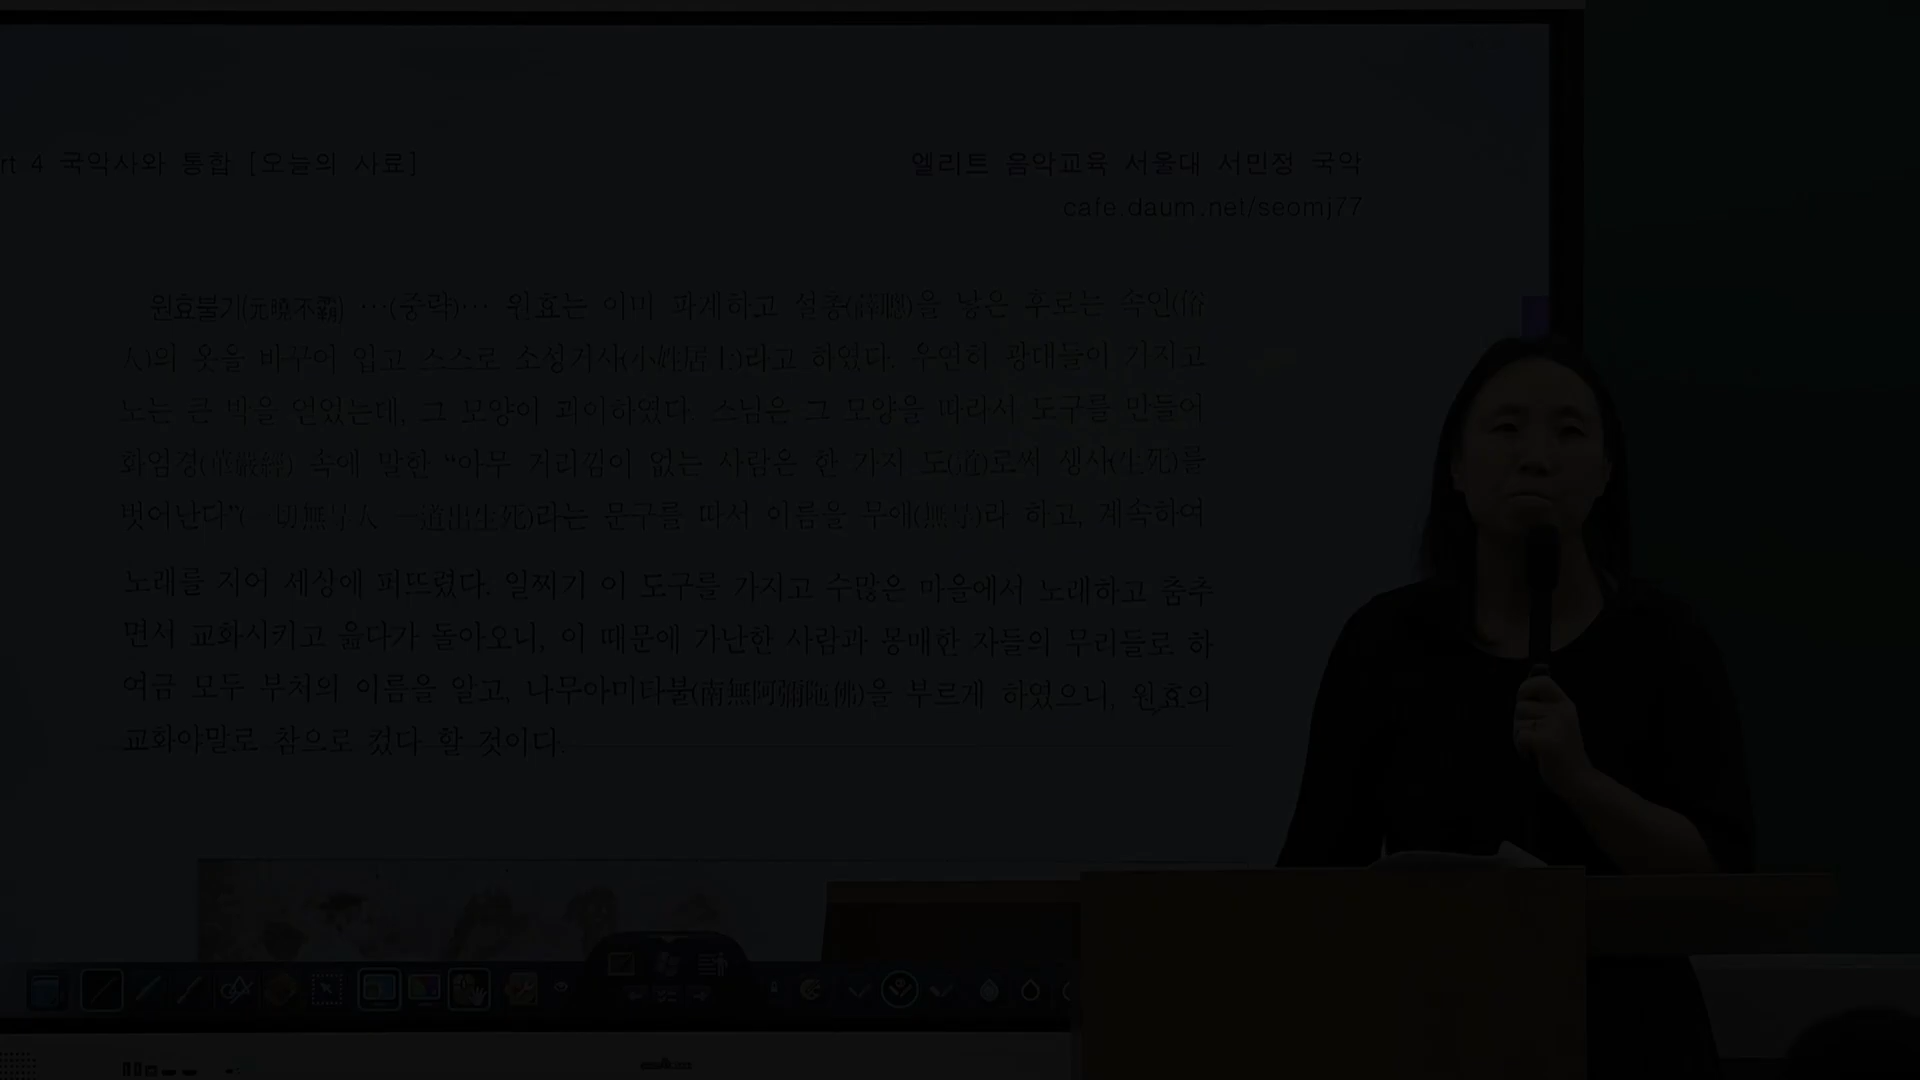 rt 4 국악사와 통합 [오늘의 사료]
엘리트 음악교육 서울대 서민정 국악
cafe.daum.net/seomj77
원효불기(元曉不羈) …(중략)… 원효는 이미 파계하고 설총(薛聰)을 낳은 후로는 속인(俗
人)의 옷을 바꾸어 입고 스스로 소성거사(小姓居士)라고 하였다. 우연히 광대들이 가지고
노는 큰 박을 얻었는데, 그 모양이 괴이하였다. 스님은 그 모양을 따라서 도구를 만들어
화엄경(華嚴經) 속에 말한 “아무 거리낌이 없는 사람은 한 가지 도(道)로써 생사(生死)를
벗어난다”(一切無㝵人 一道出生死)라는 문구를 따서 이름을 무애(無㝵)라 하고, 계속하여
노래를 지어 세상에 퍼뜨렸다. 일찌기 이 도구를 가지고 수많은 마을에서 노래하고 춤추
면서 교화시키고 읊다가 돌아오니, 이 때문에 가난한 사람과 몽매한 자들의 무리들로 하
여금 모두 부처의 이름을 알고, 나무아미타불(南無阿彌陀佛)을 부르게 하였으니, 원효의
교화야말로 참으로 컸다 할 것이다.